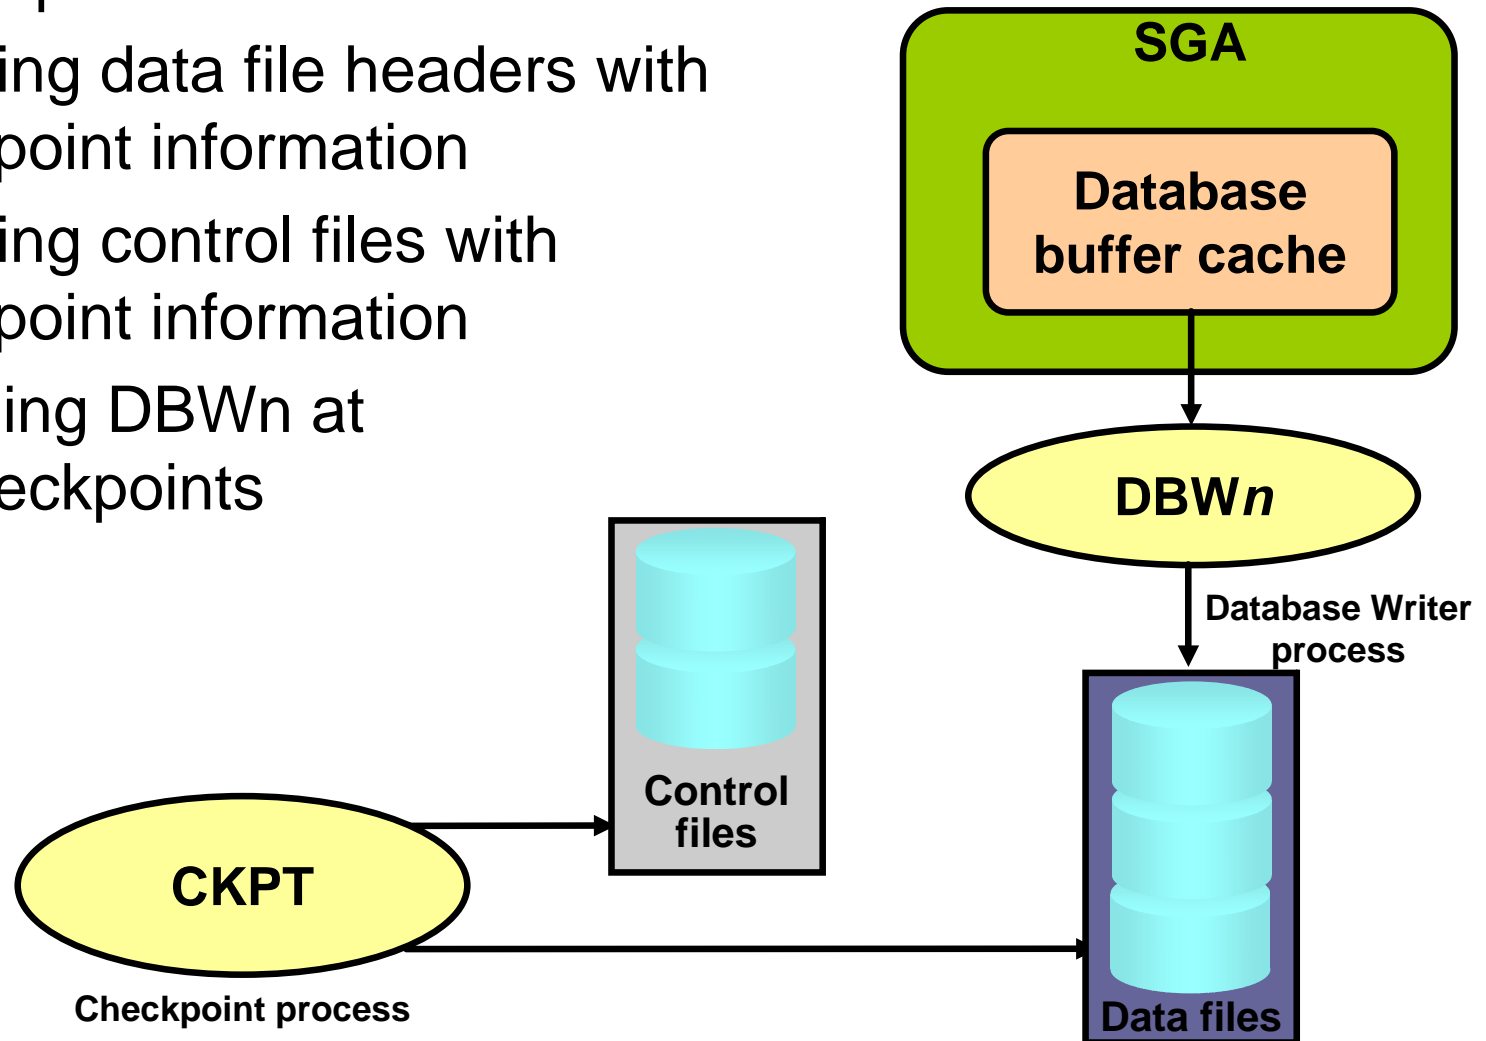 ing data file headers with
point information
ing control files with
point information
ing DBWn at
eckpoints
SGA
Database
buffer cache
DBWn
Database Writer
process
Control
files
CKPT
Checkpoint process
Data files